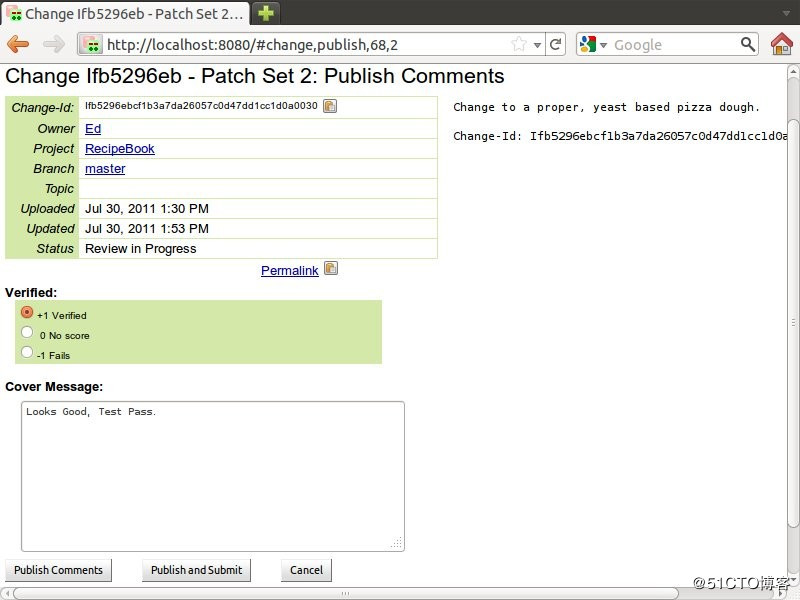 Change Ifb5296eb - Patch Set 2...
http://localhost:8080/#change,publish,68,2
Google
Change Ifb5296eb - Patch Set 2: Publish Comments
Change-Id: Ifb5296ebcf1b3a7da26057c0d47dd1cc1d0a0030
Owner Ed
Project RecipeBook
Branch master
Topic
Uploaded Jul 30, 2011 1:30 PM
Updated Jul 30, 2011 1:53 PM
Status Review in Progress
Permalink
Change to a proper, yeast based pizza dough.
Change-Id: Ifb5296ebcf1b3a7da26057c0d47dd1cc1d0a
Verified:
+1 Verified
0 No score
-1 Fails
Cover Message:
Looks Good, Test Pass.
Publish Comments Publish and Submit Cancel
@51CTO博客